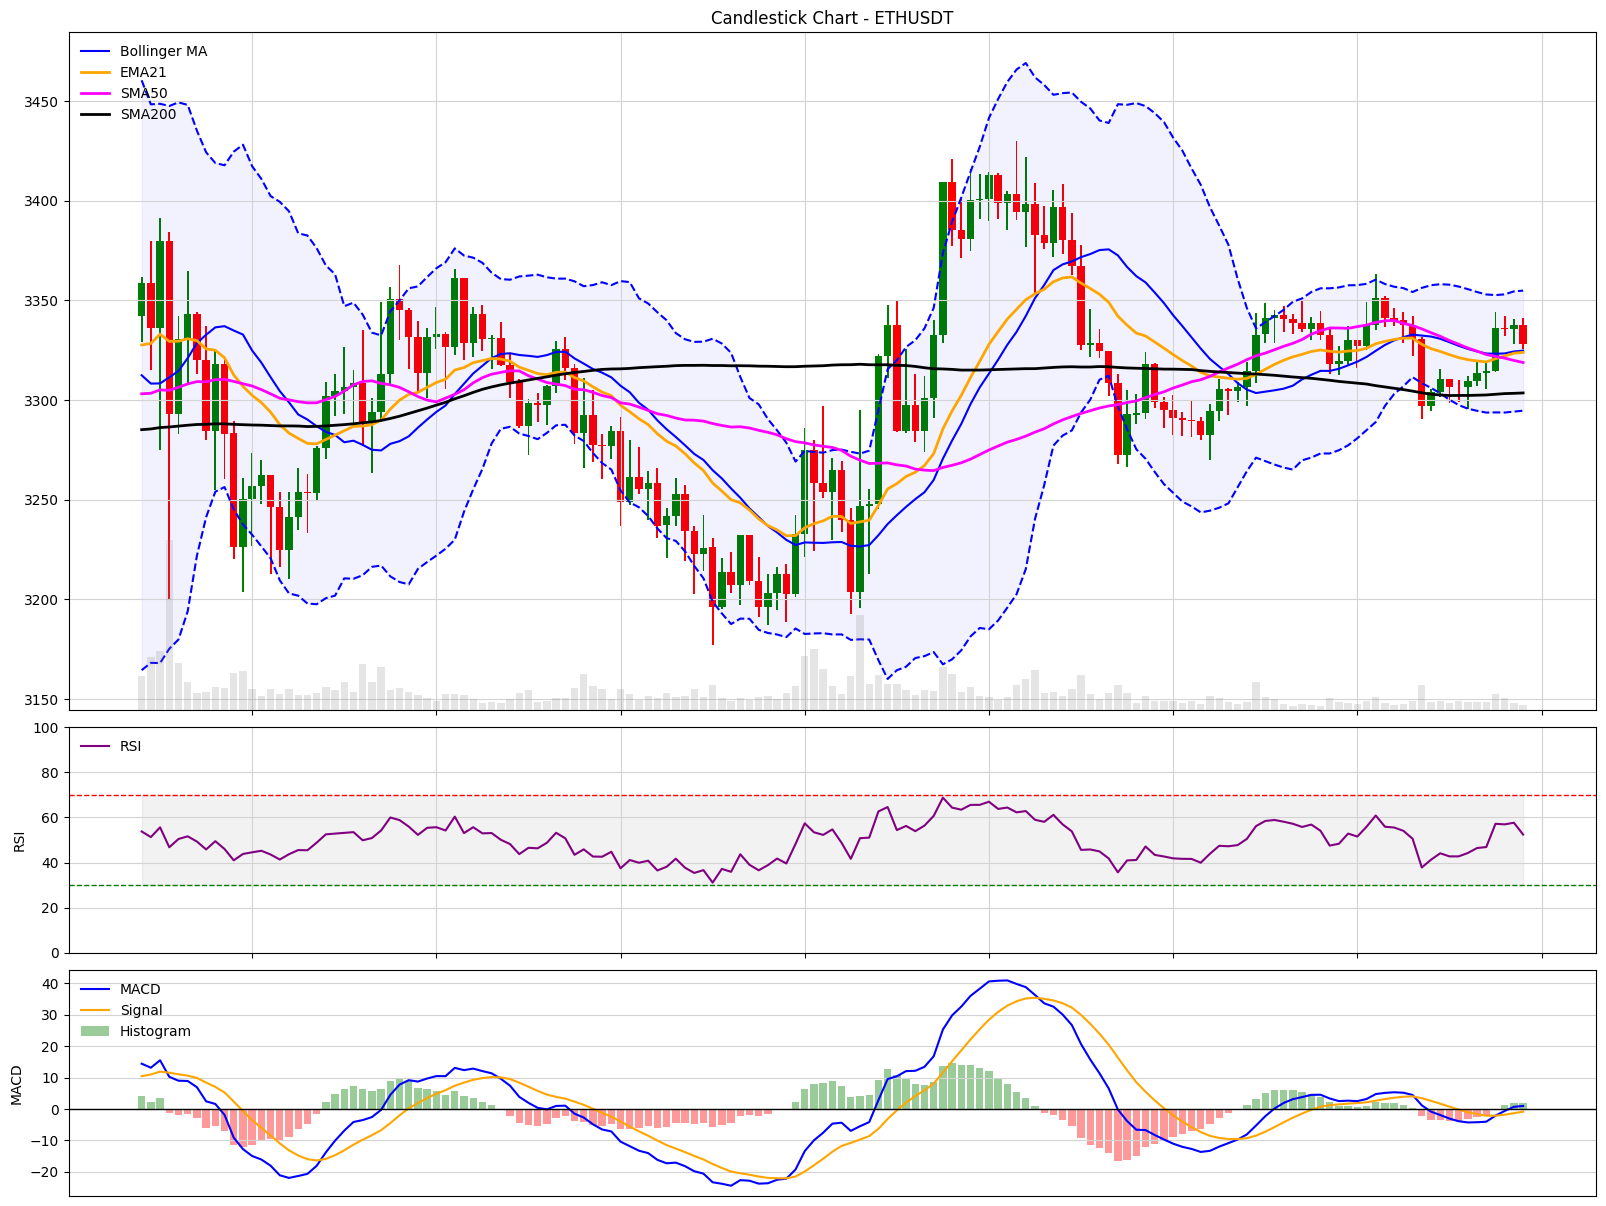 Candlestick Chart - ETHUSDT
Bollinger MA
EMA21
SMA50
SMA200
3450
3400
3350
3300
3250
3200
3150
100
80
60
40
20
0
RSI
RSI
40
30
20
10
0
−10
−20
MACD
MACD
Signal
Histogram